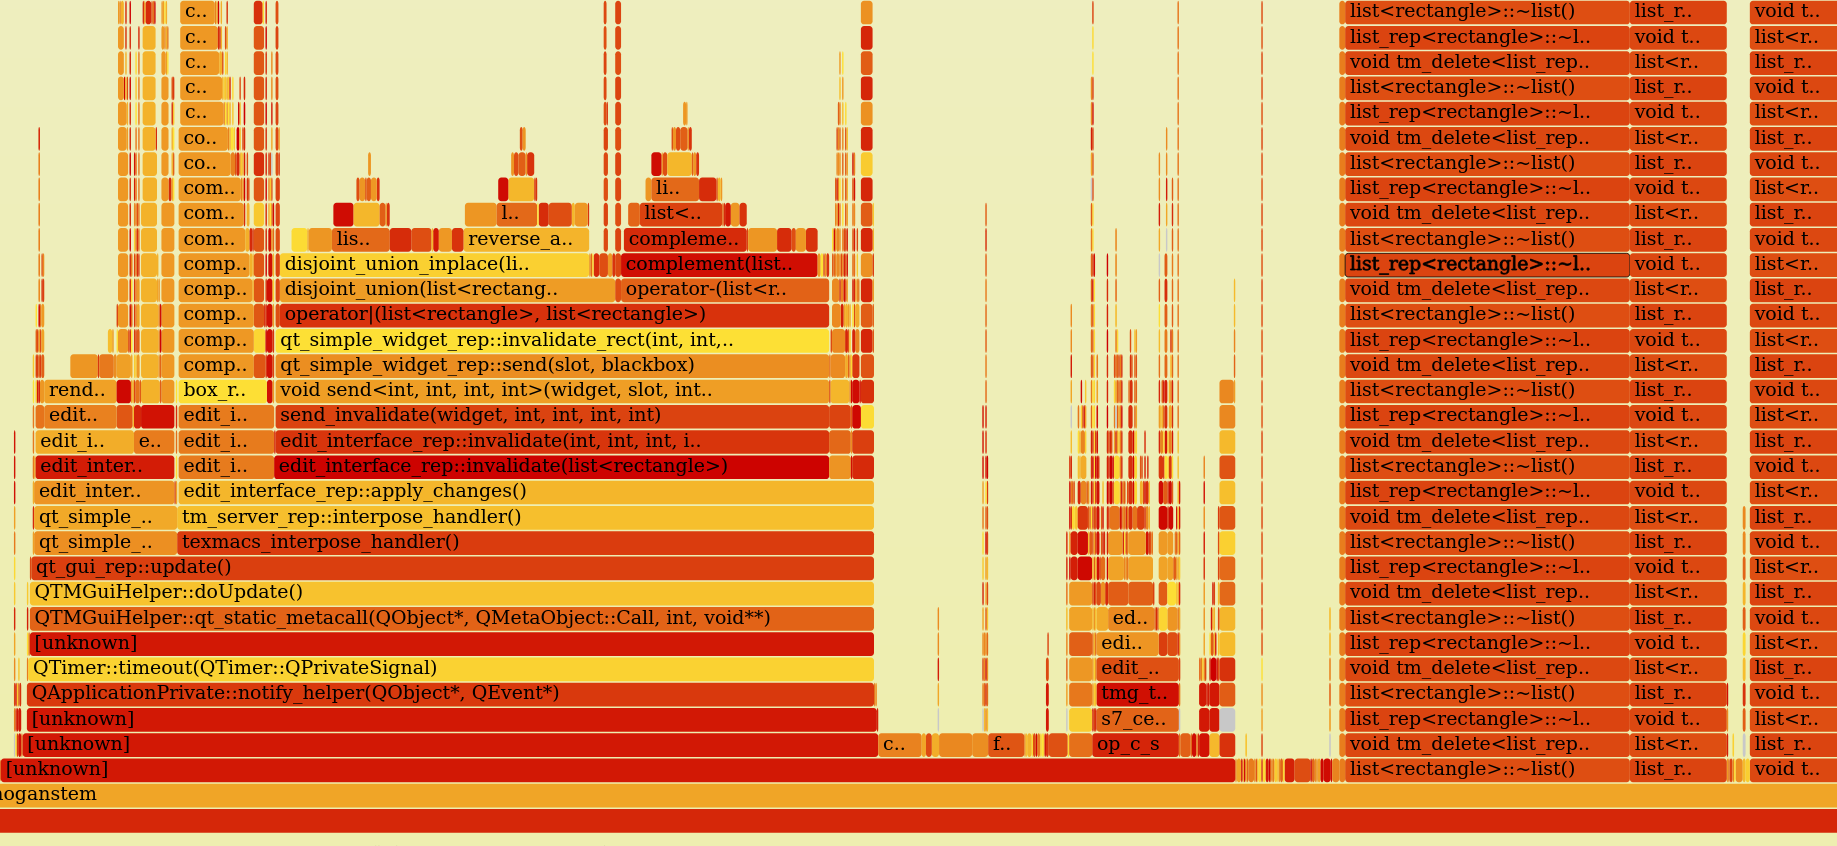 c.. list<rectangle>::~list() list_r.. void t..
c.. list_rep<rectangle>::~l.. void t.. list<r..
c.. void tm_delete<list_rep.. list<r.. list_r..
c.. list<rectangle>::~list() list_r.. void t..
c.. list_rep<rectangle>::~l.. void t.. list<r..
co.. void tm_delete<list_rep.. list<r.. list_r..
co.. list<rectangle>::~list() list_r.. void t..
com.. li.. list_rep<rectangle>::~l.. void t.. list<r..
com.. l.. list<.. void tm_delete<list_rep.. list<r.. list_r..
com.. lis.. reverse_a.. compleme.. list<rectangle>::~list() list_r.. void t..
comp.. disjoint_union_inplace(li.. complement(list.. list_rep<rectangle>::~l.. void t.. list<r..
comp.. disjoint_union(list<rectang.. operator-(list<r.. void tm_delete<list_rep.. list<r.. list_r..
comp.. operator|(list<rectangle>, list<rectangle>) list<rectangle>::~list() list_r.. void t..
comp.. qt_simple_widget_rep::invalidate_rect(int, int,.. list_rep<rectangle>::~l.. void t.. list<r..
comp.. qt_simple_widget_rep::send(slot, blackbox) void tm_delete<list_rep.. list<r.. list_r..
rend.. box_r.. void send<int, int, int, int>(widget, slot, int.. list<rectangle>::~list() list_r.. void t..
edit.. edit_i.. send_invalidate(widget, int, int, int, int) list_rep<rectangle>::~l.. void t.. list<r..
edit_i.. e.. edit_i.. edit_interface_rep::invalidate(int, int, int, i.. void tm_delete<list_rep.. list<r.. list_r..
edit_inter.. edit_i.. edit_interface_rep::invalidate(list<rectangle>) list<rectangle>::~list() list_r.. void t..
edit_inter.. edit_interface_rep::apply_changes() list_rep<rectangle>::~l.. void t.. list<r..
qt_simple_.. tm_server_rep::interpose_handler() void tm_delete<list_rep.. list<r.. list_r..
qt_simple_.. texmacs_interpose_handler() list<rectangle>::~list() list_r.. void t..
qt_gui_rep::update() list_rep<rectangle>::~l.. void t.. list<r..
QTMGuiHelper::doUpdate() void tm_delete<list_rep.. list<r.. list_r..
QTMGuiHelper::qt_static_metacall(QObject*, QMetaObject::Call, int, void**) ed.. list<rectangle>::~list() list_r.. void t..
[unknown] edi.. list_rep<rectangle>::~l.. void t.. list<r..
QTimer::timeout(QTimer::QPrivateSignal) edit_.. void tm_delete<list_rep.. list<r.. list_r..
QApplicationPrivate::notify_helper(QObject*, QEvent*) tmg_t.. list<rectangle>::~list() list_r.. void t..
[unknown] s7_ce.. list_rep<rectangle>::~l.. void t.. list<r..
[unknown] c.. f.. op_c_s void tm_delete<list_rep.. list<r.. list_r..
[unknown] list<rectangle>::~list() list_r.. void t..
oganstem